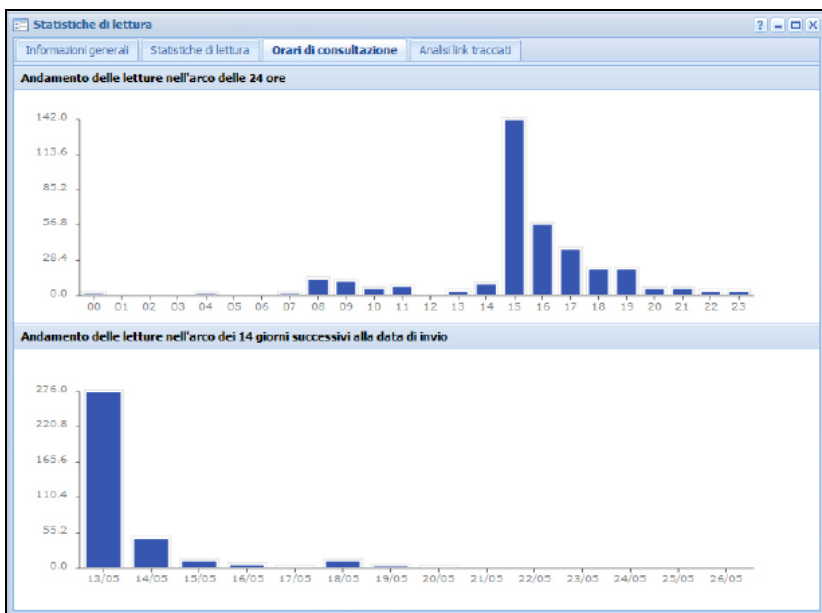 Statistiche di lettura
Informazioni generali Statistiche di lettura Orari di consultazione Analisi link tracciati
Andamento delle letture nell'arco delle 24 ore
142.0
113.6
85.2
56.8
28.4
0.0
00 01 02 03 04 05 06 07 08 09 10 11 12 13 14 15 16 17 18 19 20 21 22 23
Andamento delle letture nell'arco dei 14 giorni successivi alla data di invio
276.0
220.8
165.6
110.4
55.2
0.0
13/05 14/05 15/05 16/05 17/05 18/05 19/05 20/05 21/05 22/05 23/05 24/05 25/05 26/05